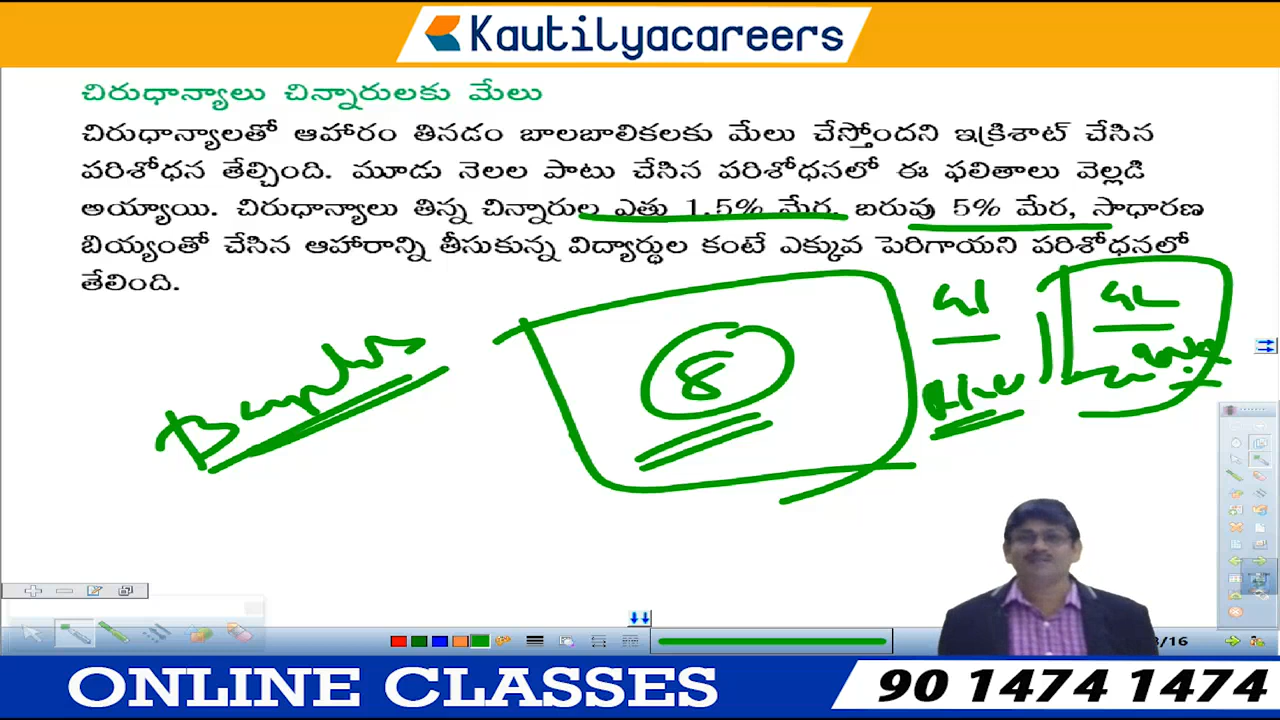 Kautilyacareers
చిరుధాన్యాలు చిన్నారులకు మేలు
చిరుధాన్యాలతో ఆహారం తినడం బాలబాలికలకు మేలు చేస్తోందని ఇక్రిశాట్ చేసిన
పరిశోధన తేల్చింది. మూడు నెలల పాటు చేసిన పరిశోధనలో ఈ ఫలితాలు వెల్లడి
అయ్యాయి. చిరుధాన్యాలు తిన్న చిన్నారుల ఎత్తు 1.5% మేర, బరువు 5% మేర, సాధారణ
బియ్యంతో చేసిన ఆహారాన్ని తీసుకున్న విద్యార్థుల కంటే ఎక్కువ పెరిగాయని పరిశోధనలో
తేలింది.
8
/16
ONLINE CLASSES
90 1474 1474